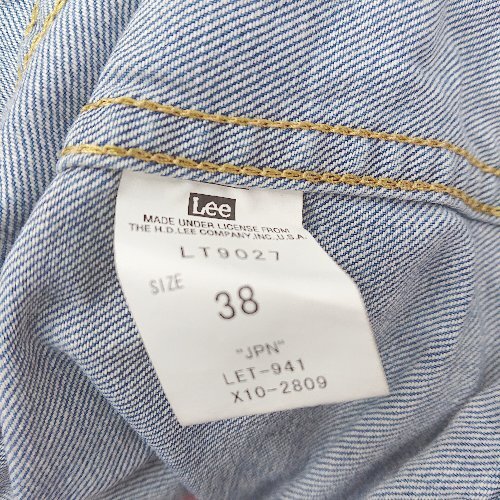 Lee
MADE UNDER LICENSE FROM
THE H.D.LEE COMPANY,INC.,U.S.A.
LT9027
SIZE
38
"JPN"
LET-941
X10-2809